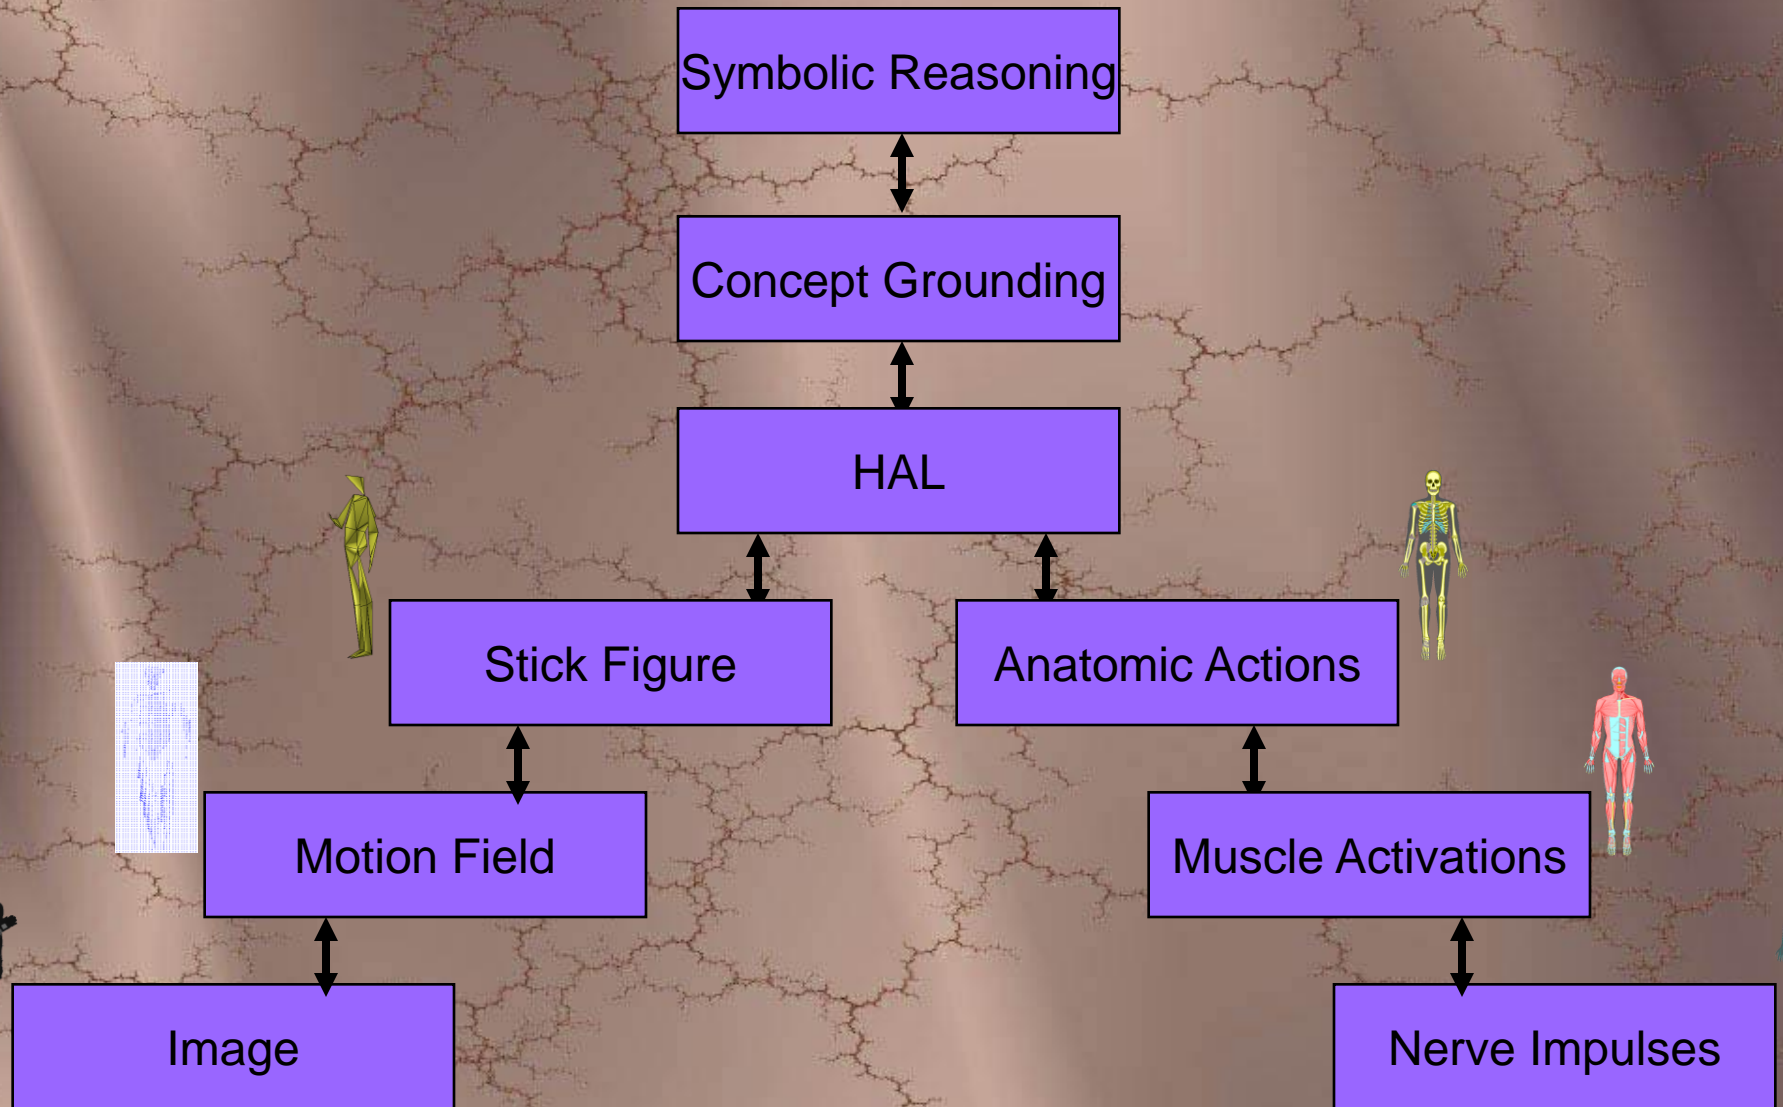 Symbolic Reasoning
Concept Grounding
HAL
Stick Figure
Anatomic Actions
Motion Field
Muscle Activations
Image
Nerve Impulses